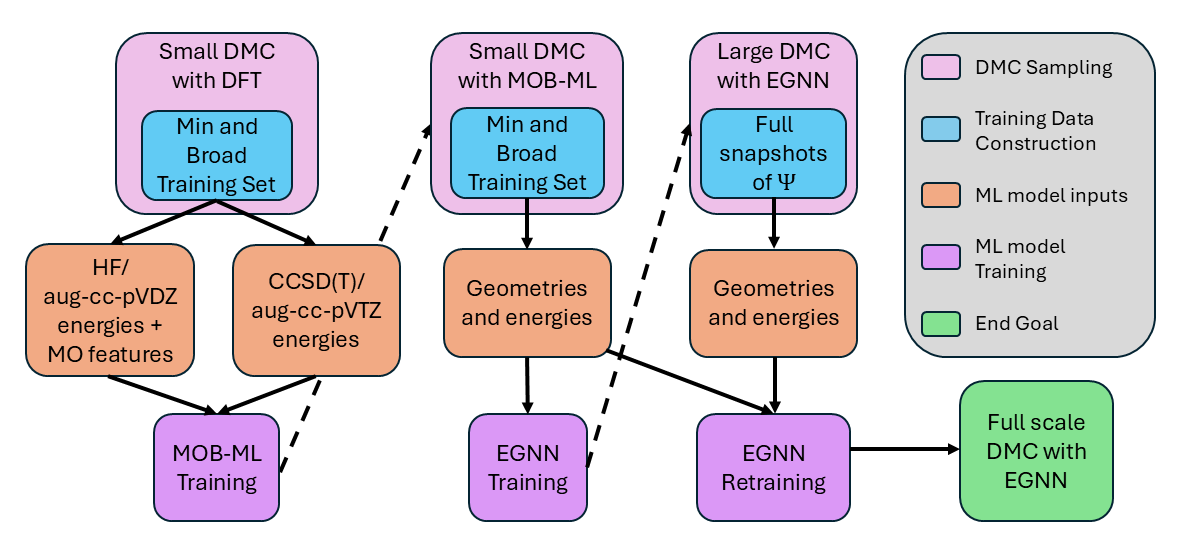 Small DMC
with DFT
Min and
Broad
Training Set
HF/
aug-cc-pVDZ
energies +
MO features
CCSD(T)/
aug-cc-pVTZ
energies
MOB-ML
Training
Small DMC
with MOB-ML
Min and
Broad
Training Set
Geometries
and energies
EGNN
Training
Large DMC
with EGNN
Full
snapshots
of Ψ
Geometries
and energies
EGNN
Retraining
Full scale
DMC with
EGNN
DMC Sampling
Training Data
Construction
ML model inputs
ML model
Training
End Goal